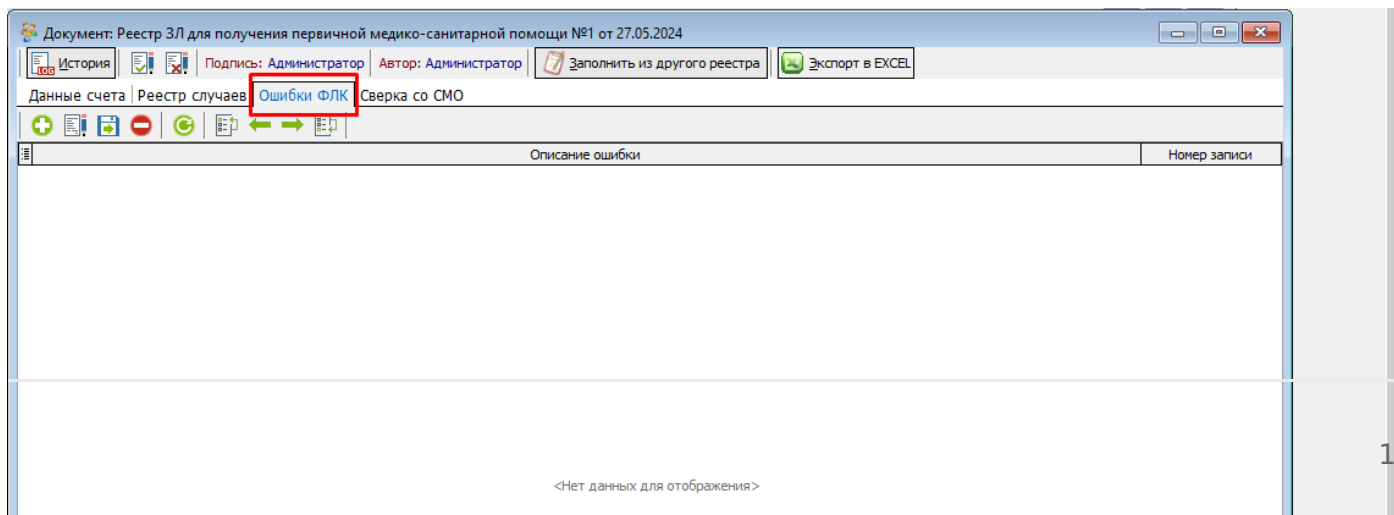 Документ: Реестр ЗЛ для получения первичной медико-санитарной помощи №1 от 27.05.2024
LOG История Подпись: Администратор Автор: Администратор Заполнить из другого реестра Экспорт в EXCEL
Данные счета Реестр случаев Ошибки ФЛК Сверка со СМО
Описание ошибки Номер записи
1
<Нет данных для отображения>